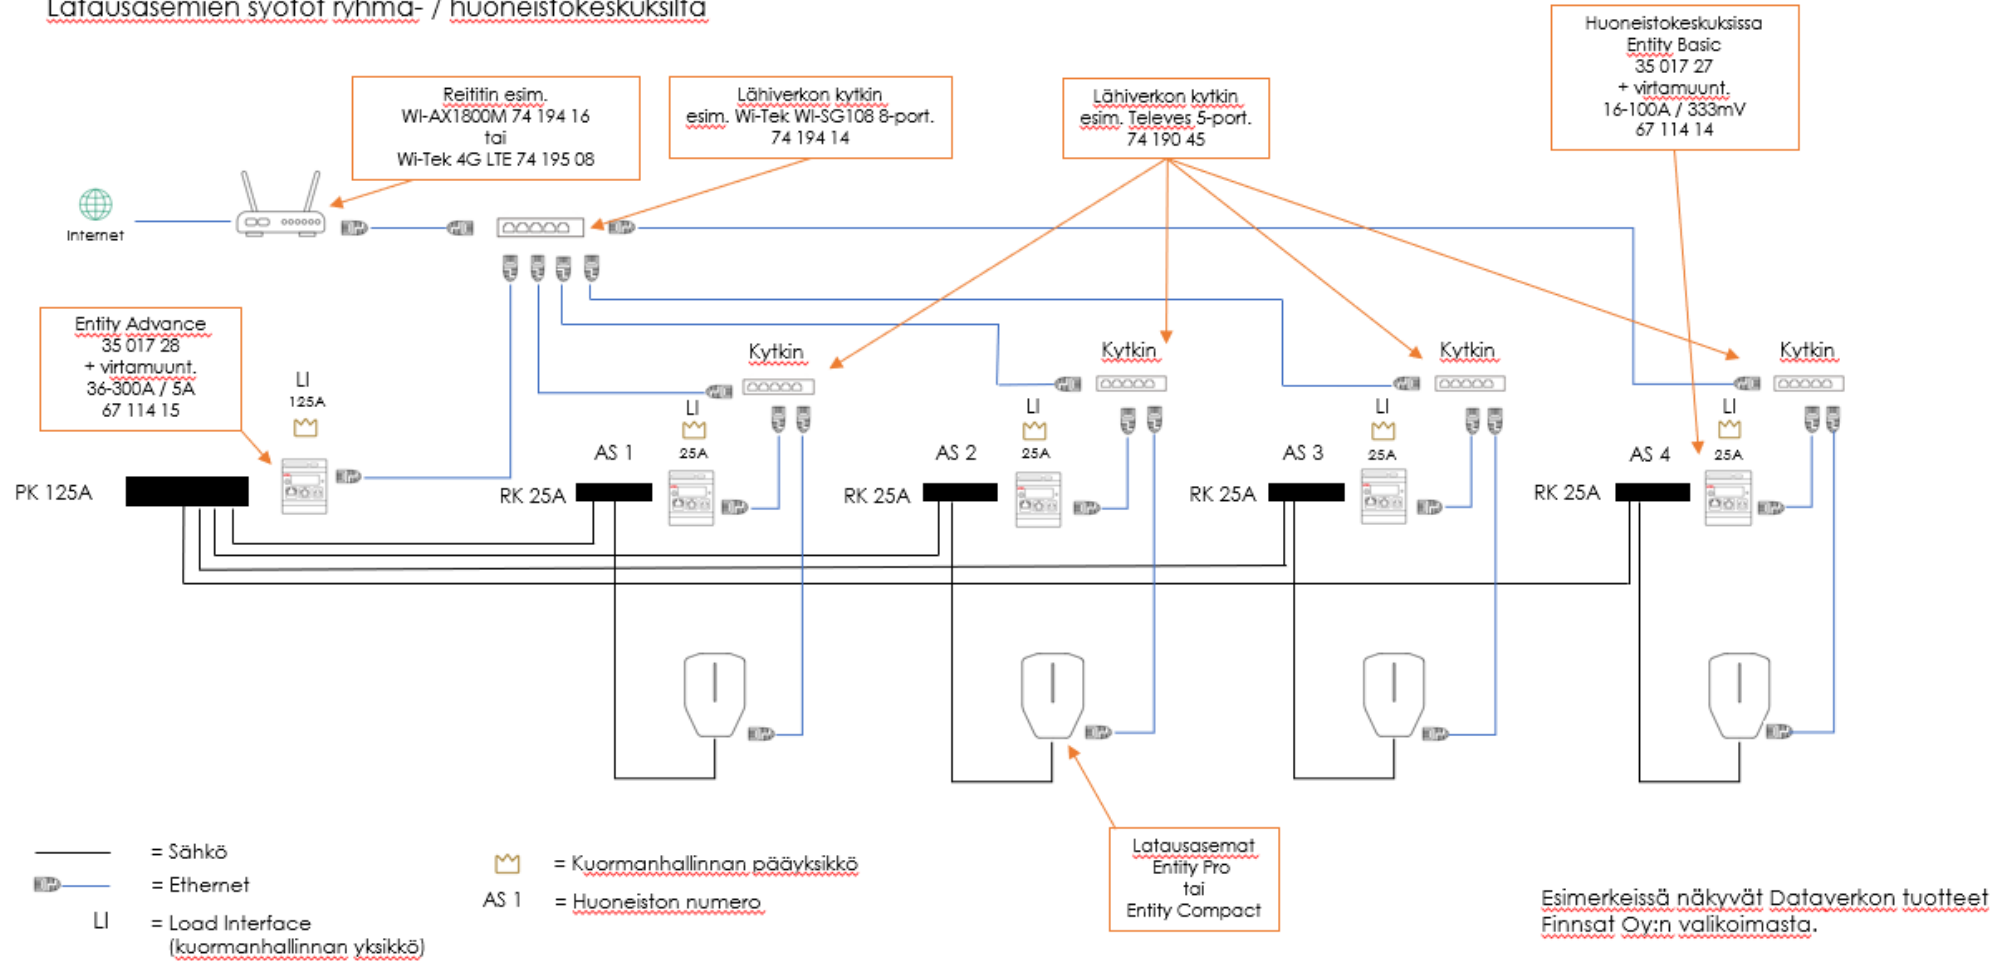 Latausasemien syötöt ryhmä- / huoneistokeskuksilta
Huoneistokeskuksissa
Entity Basic
35 017 27
+ virtamuunt.
16-100A / 333mV
67 114 14
Reititin esim.
WI-AX1800M 74 194 16
tai
Wi-Tek 4G LTE 74 195 08
Lähiverkon kytkin
esim. Wi-Tek WI-SG108 8-port.
74 194 14
Lähiverkon kytkin
esim. Televes 5-port.
74 190 45
Internet
Entity Advance
35 017 28
+ virtamuunt.
36-300A / 5A
67 114 15
LI
125A
Kytkin
Kytkin
Kytkin
Kytkin
LI
25A
LI
25A
LI
25A
LI
25A
AS 1
AS 2
AS 3
AS 4
PK 125A
RK 25A
RK 25A
RK 25A
RK 25A
Latausasemat
Entity Pro
tai
Entity Compact
= Sähkö
= Ethernet
LI = Load Interface
(kuormanhallinnan yksikkö)
= Kuormanhallinnan pääyksikkö
AS 1 = Huoneiston numero
Esimerkeissä näkyvät Dataverkon tuotteet
Finnsat Oy:n valikoimasta.